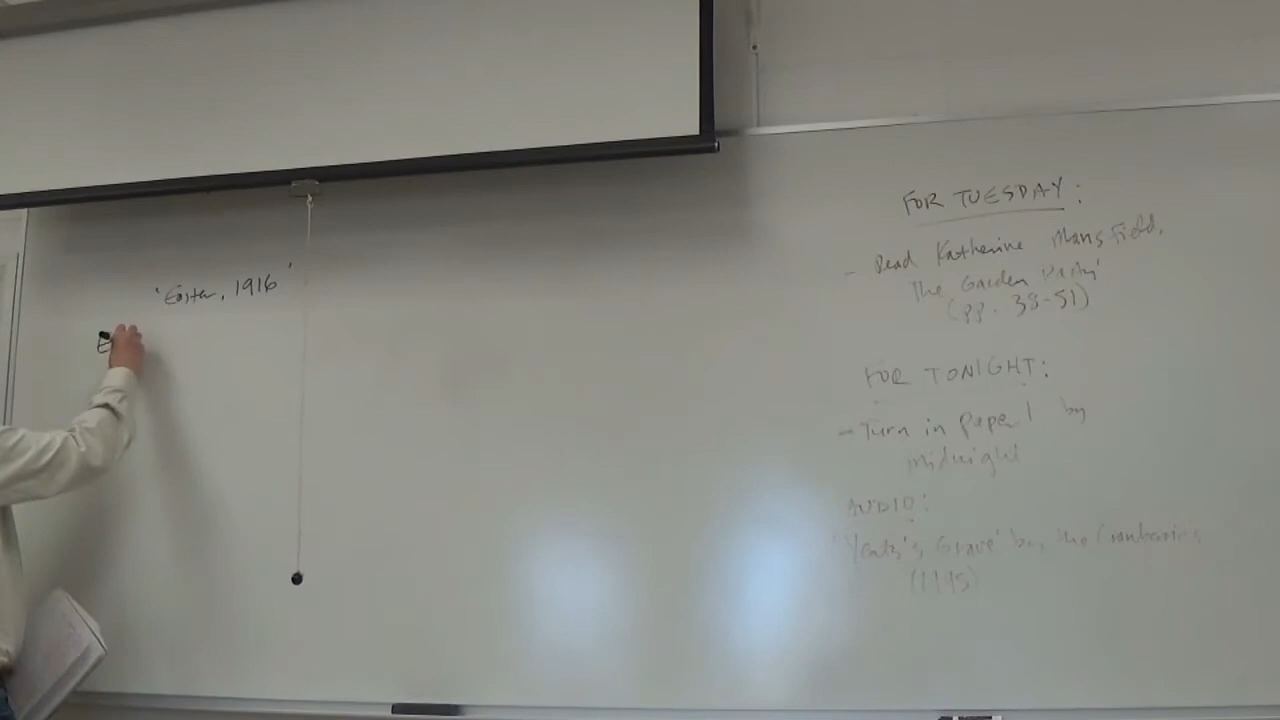 'Easter, 1916'
FOR TUESDAY:
- Read Katherine Mansfield,
'The Garden Party'
(pp. 38-51)
FOR TONIGHT:
- Turn in paper 1 by
midnight
AUDIO:
'Yeats's Grave' by the Cranberries
(1995)